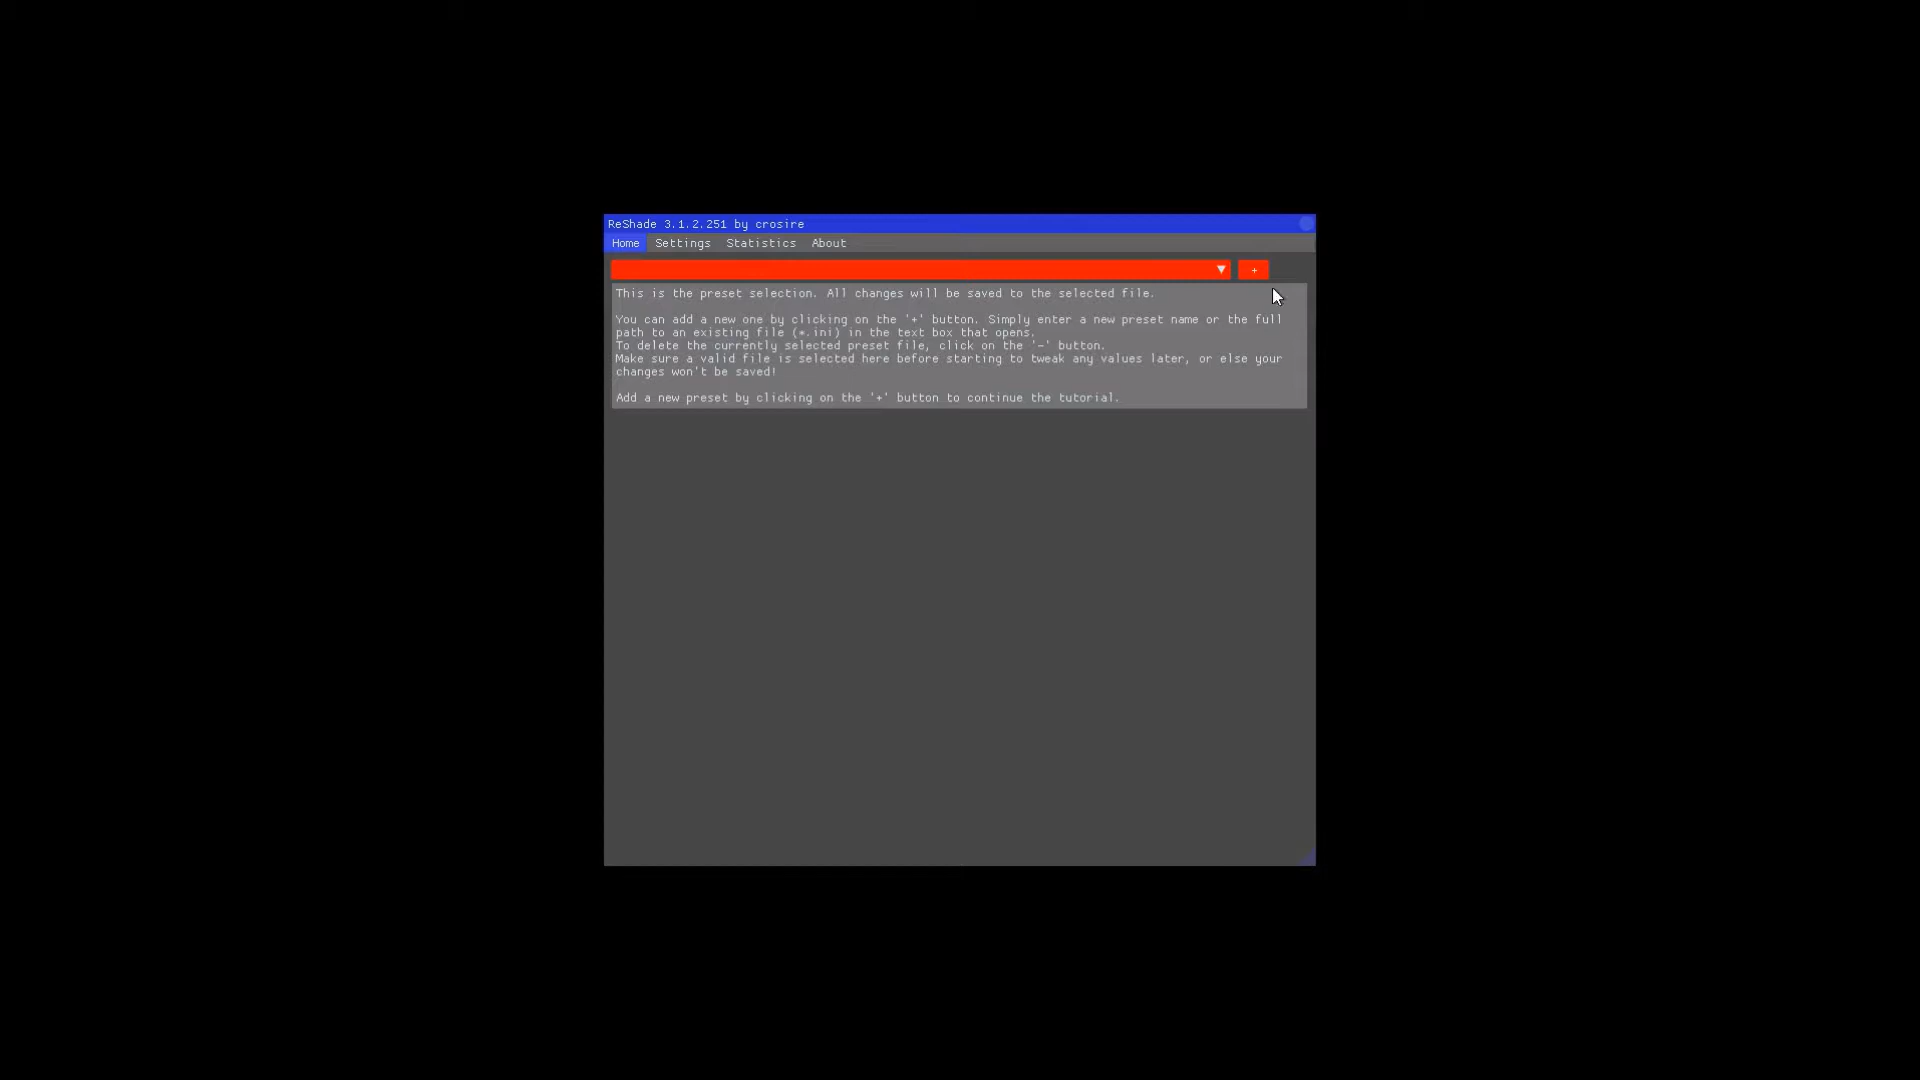 ReShade 3.1.2.251 by crosire
Home Settings Statistics About
+
This is the preset selection. All changes will be saved to the selected file.
You can add a new one by clicking on the '+' button. Simply enter a new preset name or the full
path to an existing file (*.ini) in the text box that opens.
To delete the currently selected preset file, click on the '-' button.
Make sure a valid file is selected here before starting to tweak any values later, or else your
changes won't be saved!
Add a new preset by clicking on the '+' button to continue the tutorial.